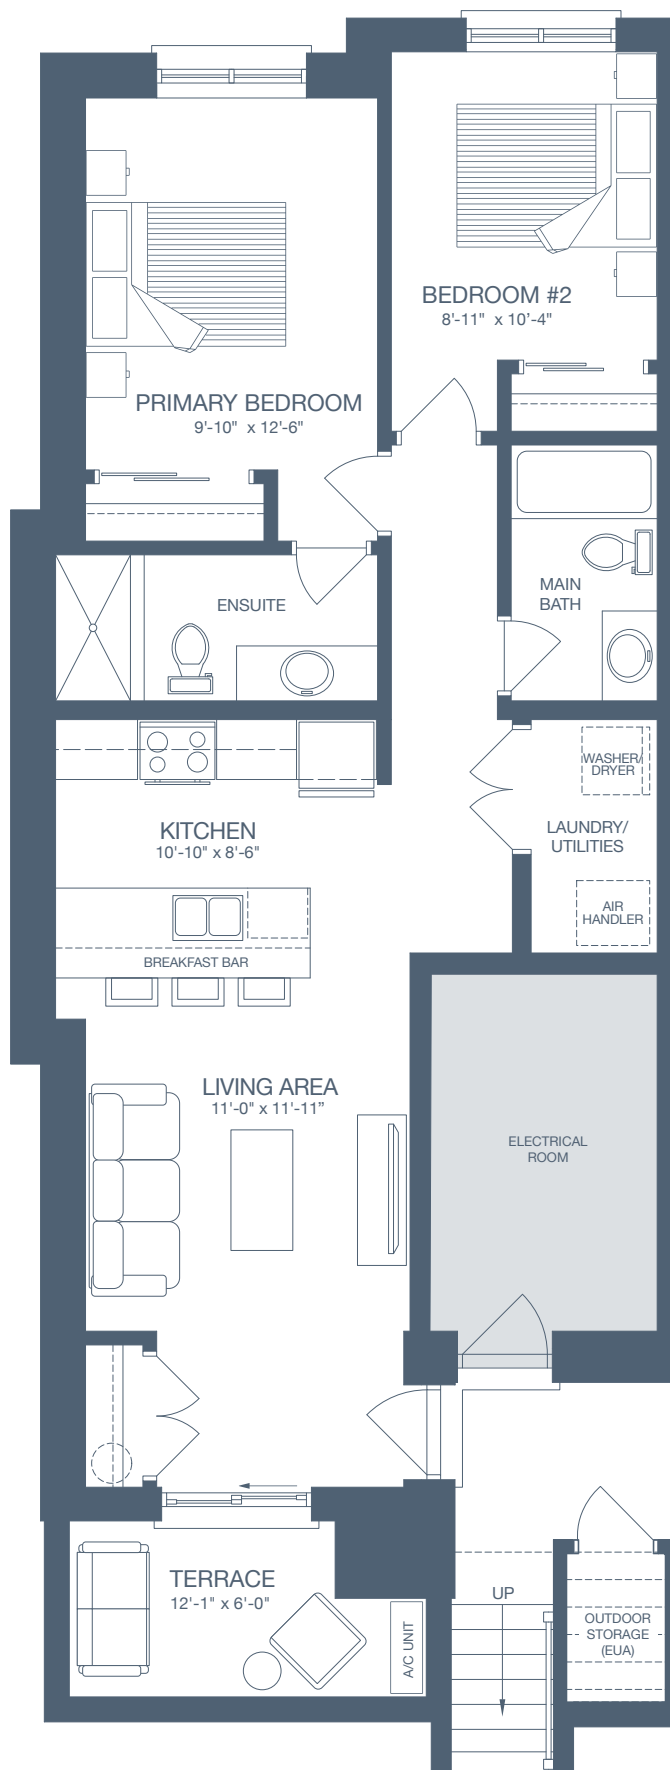 BEDROOM #2
8'-11" x 10’-4"
PRIMARY BEDROOM
9'-10" x 12'-6"
ENSUITE
MAIN
BATH
WASHER/
DRYER
KITCHEN
10'-10" x 8'-6"
LAUNDRY/
UTILITIES
AIR
HANDLER
BREAKFAST BAR
LIVING AREA
11'-0" x 11'-11”
ELECTRICAL
ROOM
TERRACE
12'-1" x 6'-0"
A/C UNIT
UP
OUTDOOR
STORAGE
(EUA)